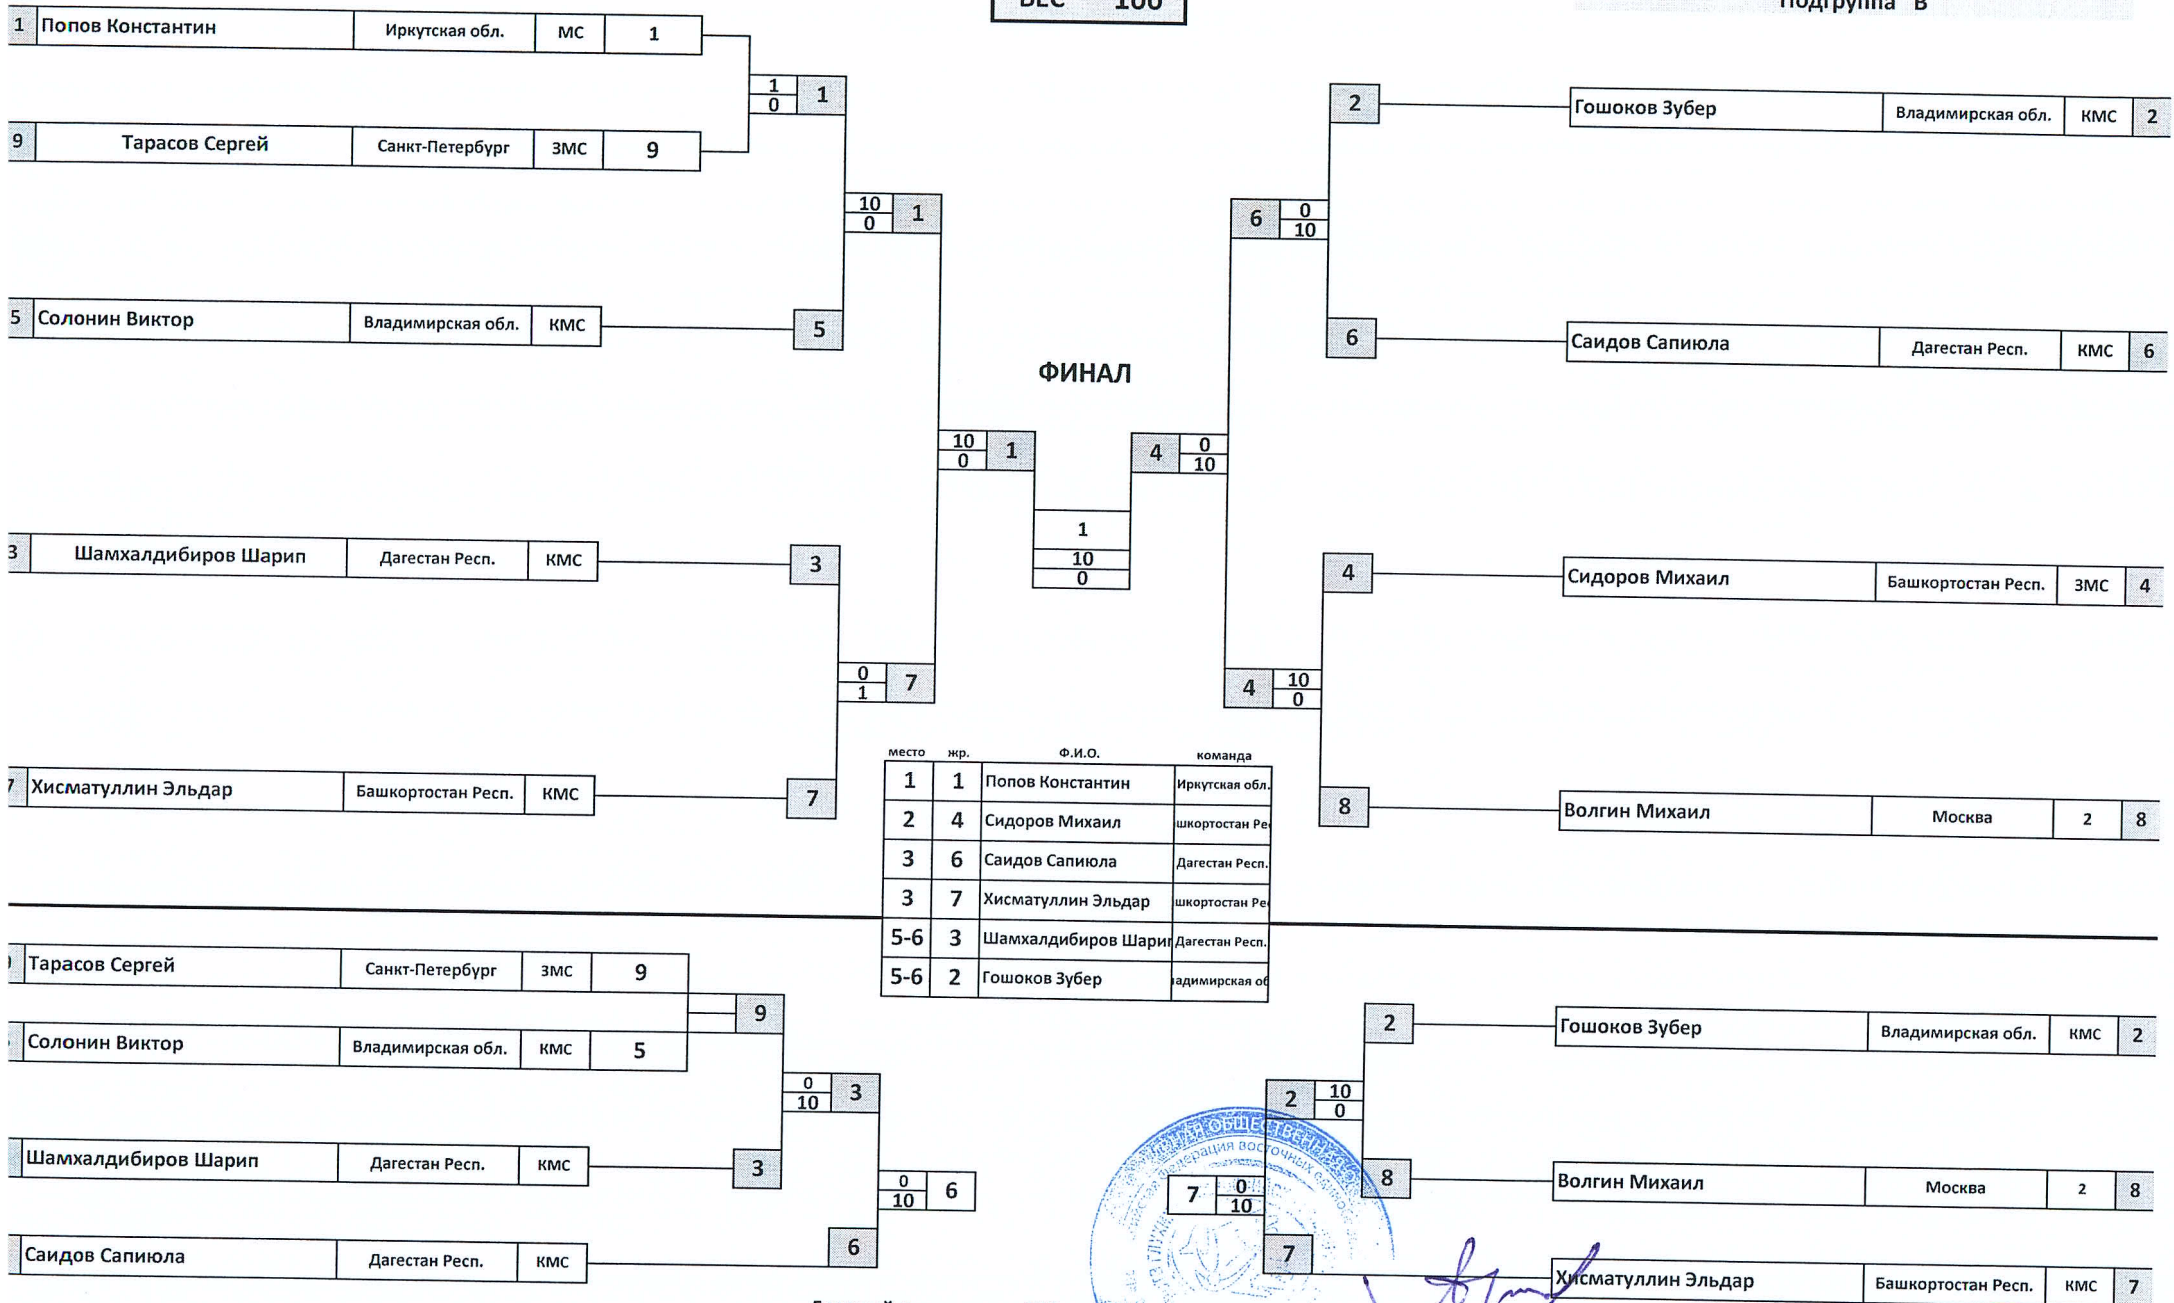 ВЕС 100
Подгруппа В
1 Попов Константин Иркутская обл. МС 1
1
0
1
9 Тарасов Сергей Санкт-Петербург ЗМС 9
10
0
1
5 Солонин Виктор Владимирская обл. КМС
5
3 Шамхалдибиров Шарип Дагестан Респ. КМС
3
0
1
7
7 Хисматуллин Эльдар Башкортостан Респ. КМС
7
10
0
1
ФИНАЛ
1
10
0
4
0
10
2
Гошоков Зубер Владимирская обл. КМС 2
6
0
10
6
Саидов Сапиюла Дагестан Респ. КМС 6
4
Сидоров Михаил Башкортостан Респ. ЗМС 4
4
10
0
8
Волгин Михаил Москва 2 8
место жр. Ф.И.О. команда
1 1 Попов Константин Иркутская обл.
2 4 Сидоров Михаил шкортостан Ре
3 6 Саидов Сапиюла Дагестан Респ.
3 7 Хисматуллин Эльдар шкортостан Ре
5-6 3 Шамхалдибиров Шарип Дагестан Респ.
5-6 2 Гошоков Зубер адимирская об
Тарасов Сергей Санкт-Петербург ЗМС 9
9
Солонин Виктор Владимирская обл. КМС 5
0
10
3
Шамхалдибиров Шарип Дагестан Респ. КМС
3
0
10
6
Саидов Сапиюла Дагестан Респ. КМС
6
2
Гошоков Зубер Владимирская обл. КМС 2
2
10
0
8
Волгин Михаил Москва 2 8
7
0
10
7
Хисматуллин Эльдар Башкортостан Респ. КМС 7